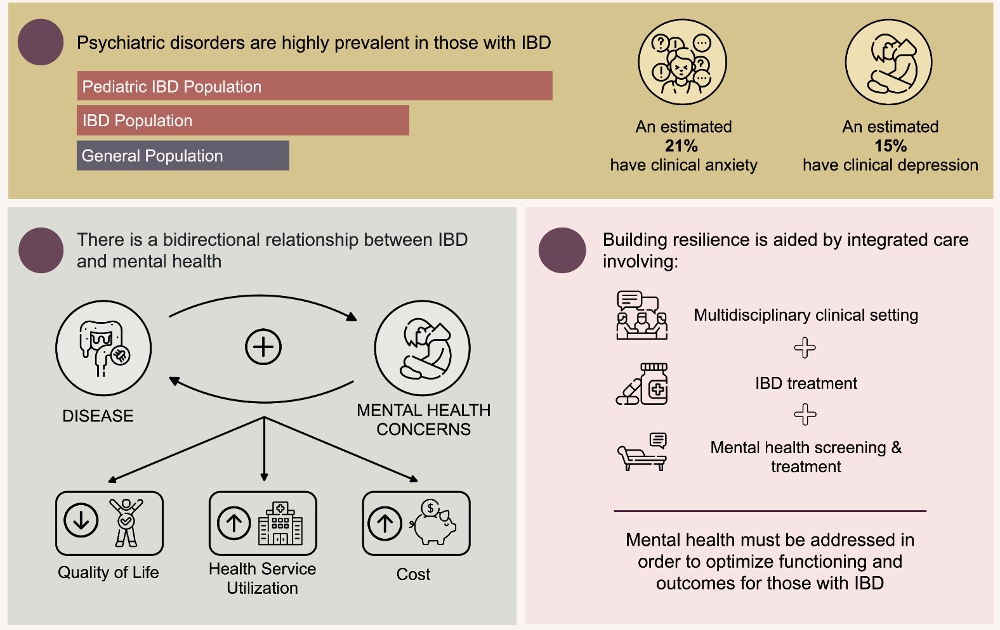 Psychiatric disorders are highly prevalent in those with IBD
Pediatric IBD Population
IBD Population
General Population
?
!
...
!
?
...
An estimated
21%
have clinical anxiety
An estimated
15%
have clinical depression
There is a bidirectional relationship between IBD
and mental health
DISEASE
MENTAL HEALTH
CONCERNS
Quality of Life
Health Service
Utilization
$
Cost
Building resilience is aided by integrated care
involving:
Multidisciplinary clinical setting
IBD treatment
Mental health screening &
treatment
Mental health must be addressed in
order to optimize functioning and
outcomes for those with IBD